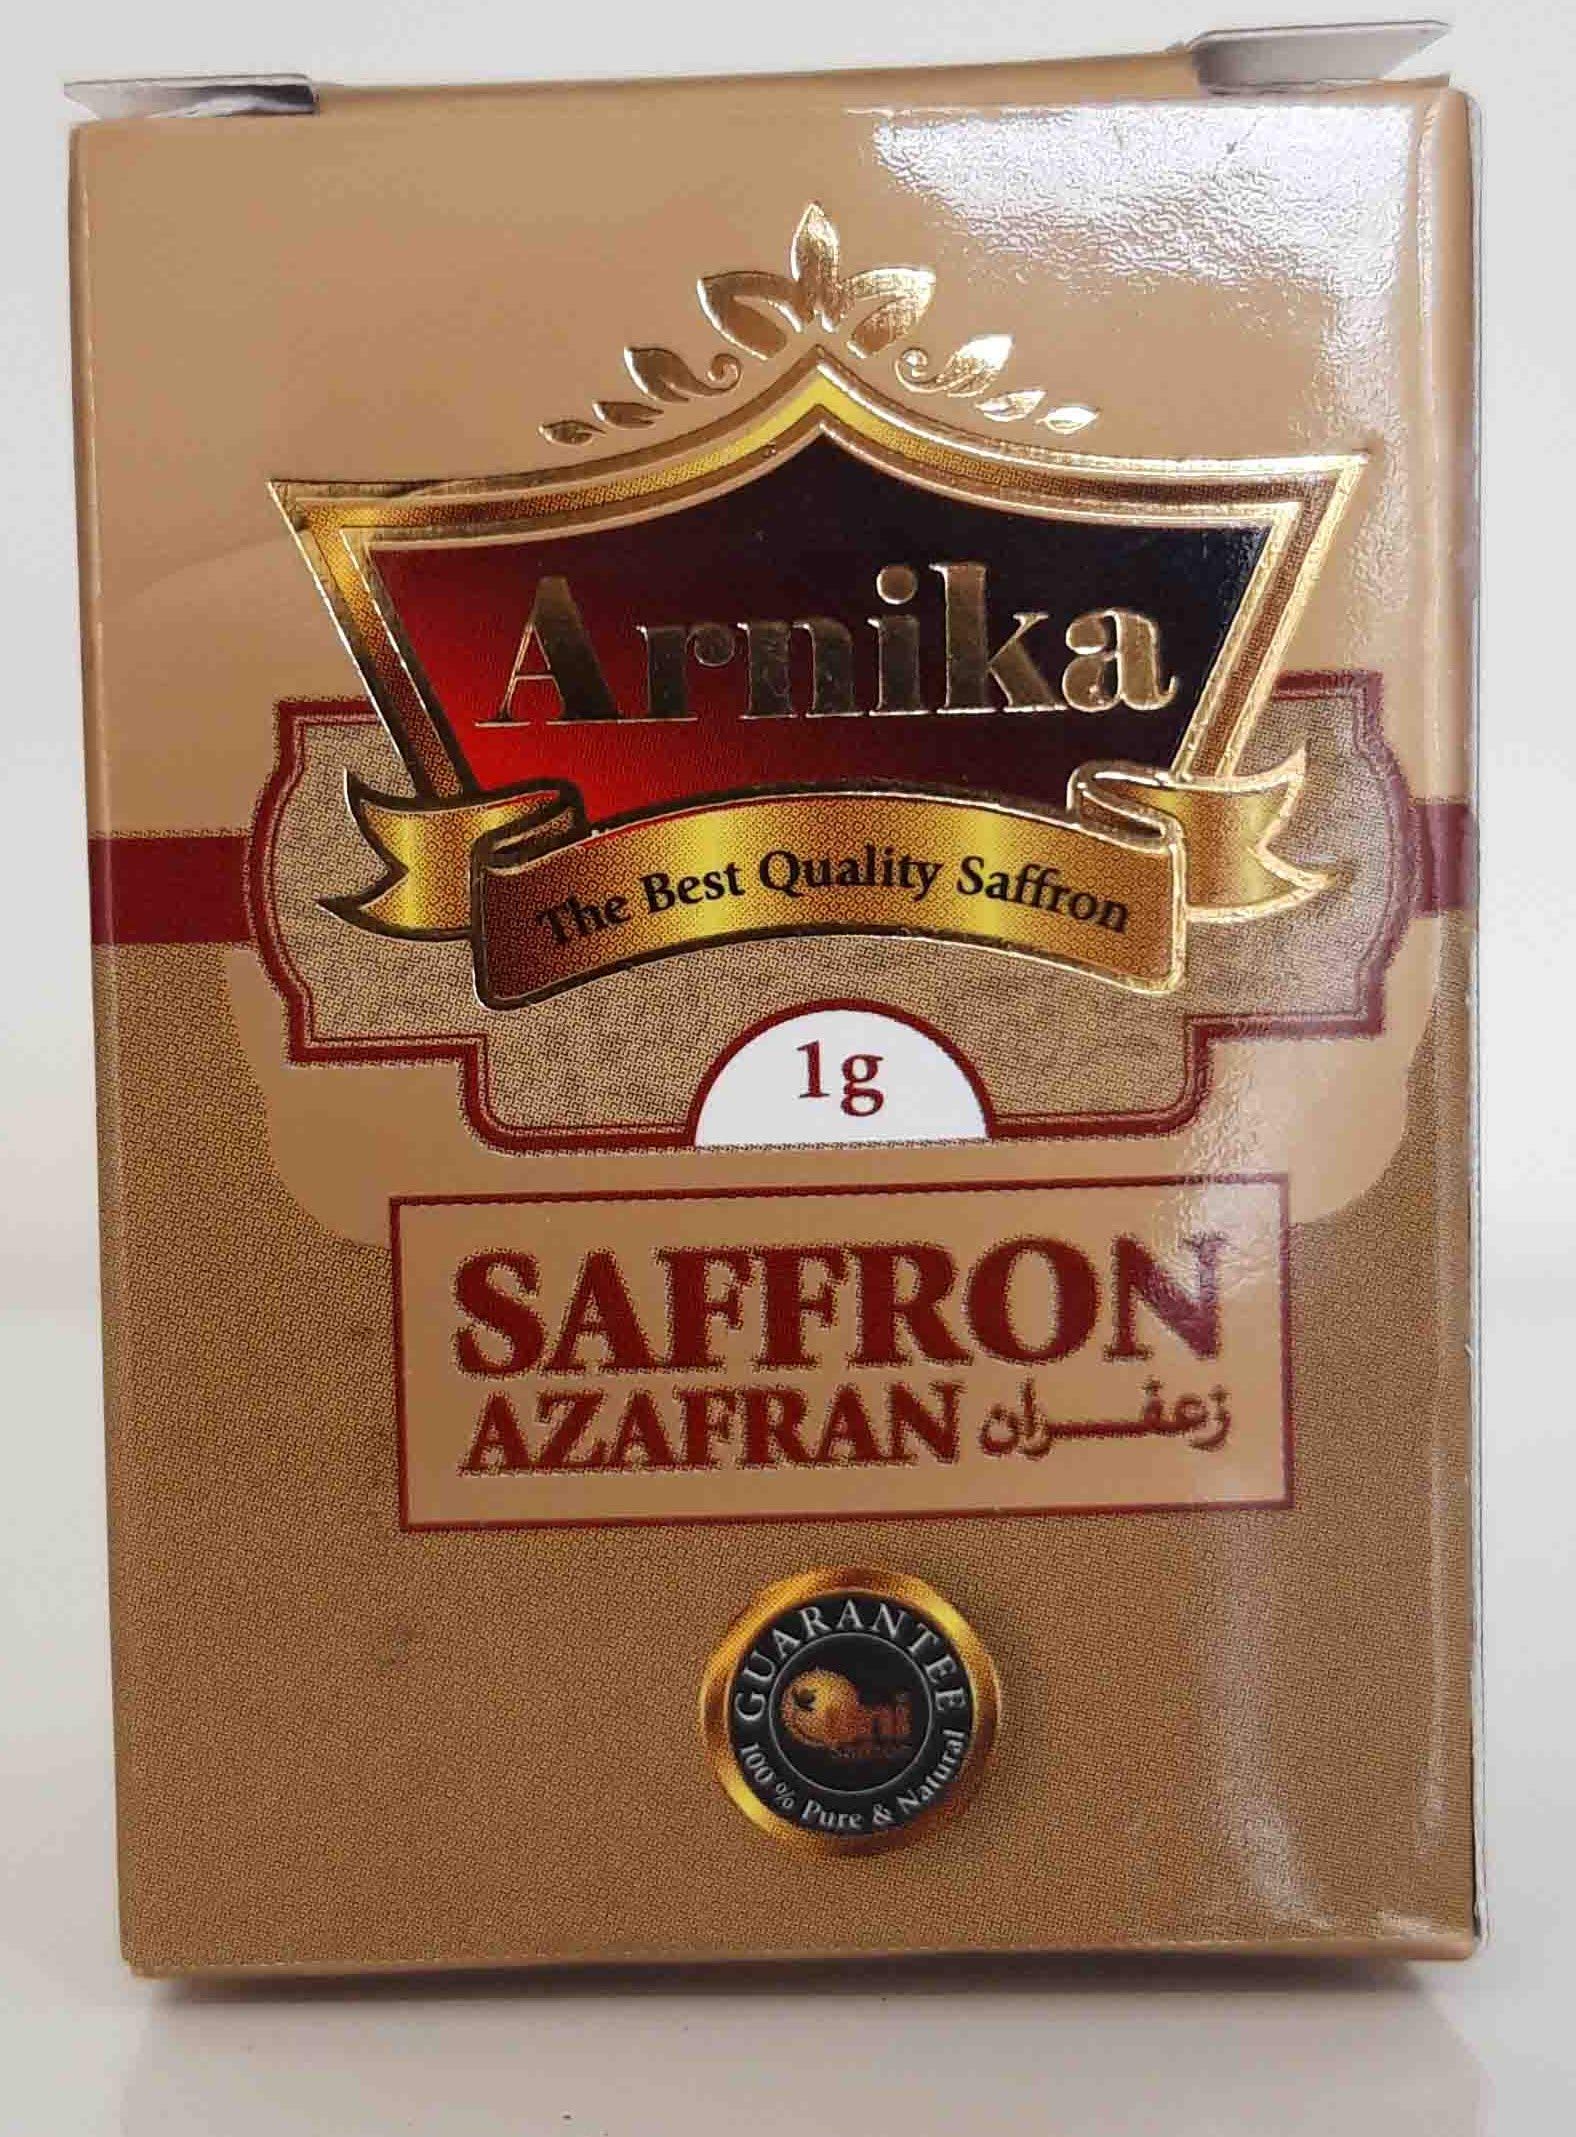 Arnika
The Best Quality Saffron
1g
SAFFRON
AZAFRAN زعفران
GUARANTEE
100% Pure & Natural